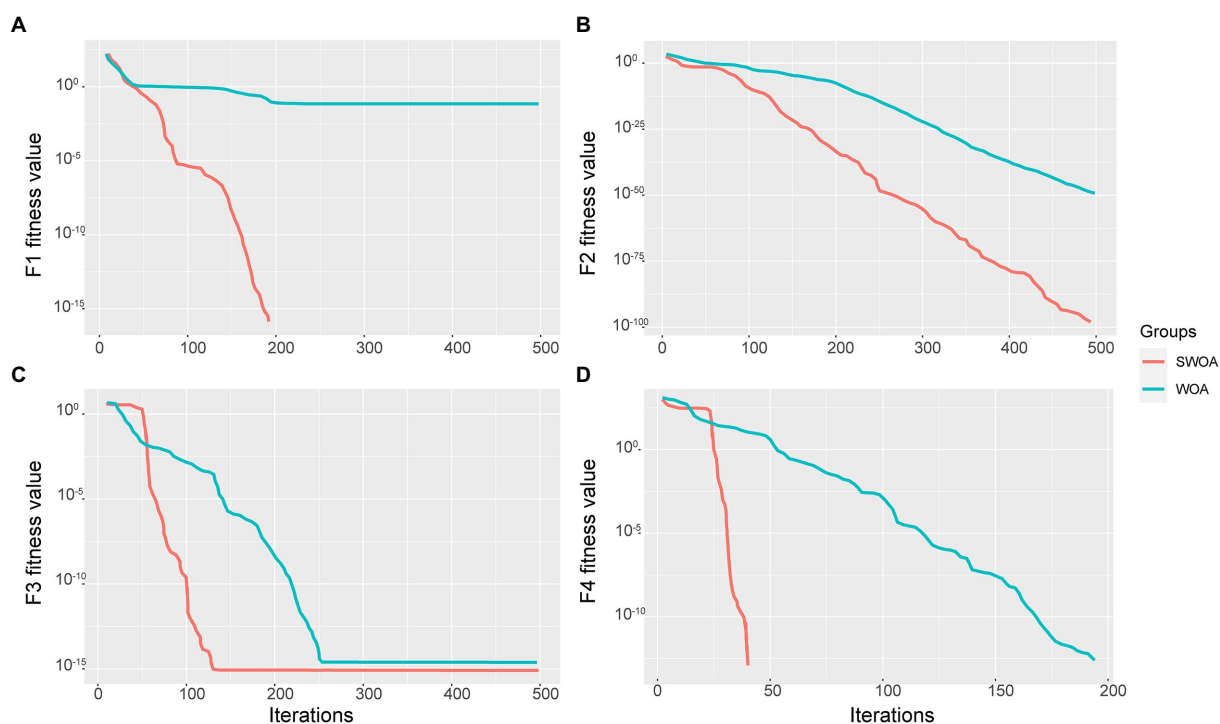 A
F1 fitness value
10^0
10^-5
10^-10
10^-15
0 100 200 300 400 500
B
F2 fitness value
10^0
10^-25
10^-50
10^-75
10^-100
0 100 200 300 400 500
C
F3 fitness value
10^0
10^-5
10^-10
10^-15
0 100 200 300 400 500
Iterations
D
F4 fitness value
10^0
10^-5
10^-10
0 50 100 150 200
Iterations
Groups
SWOA
WOA